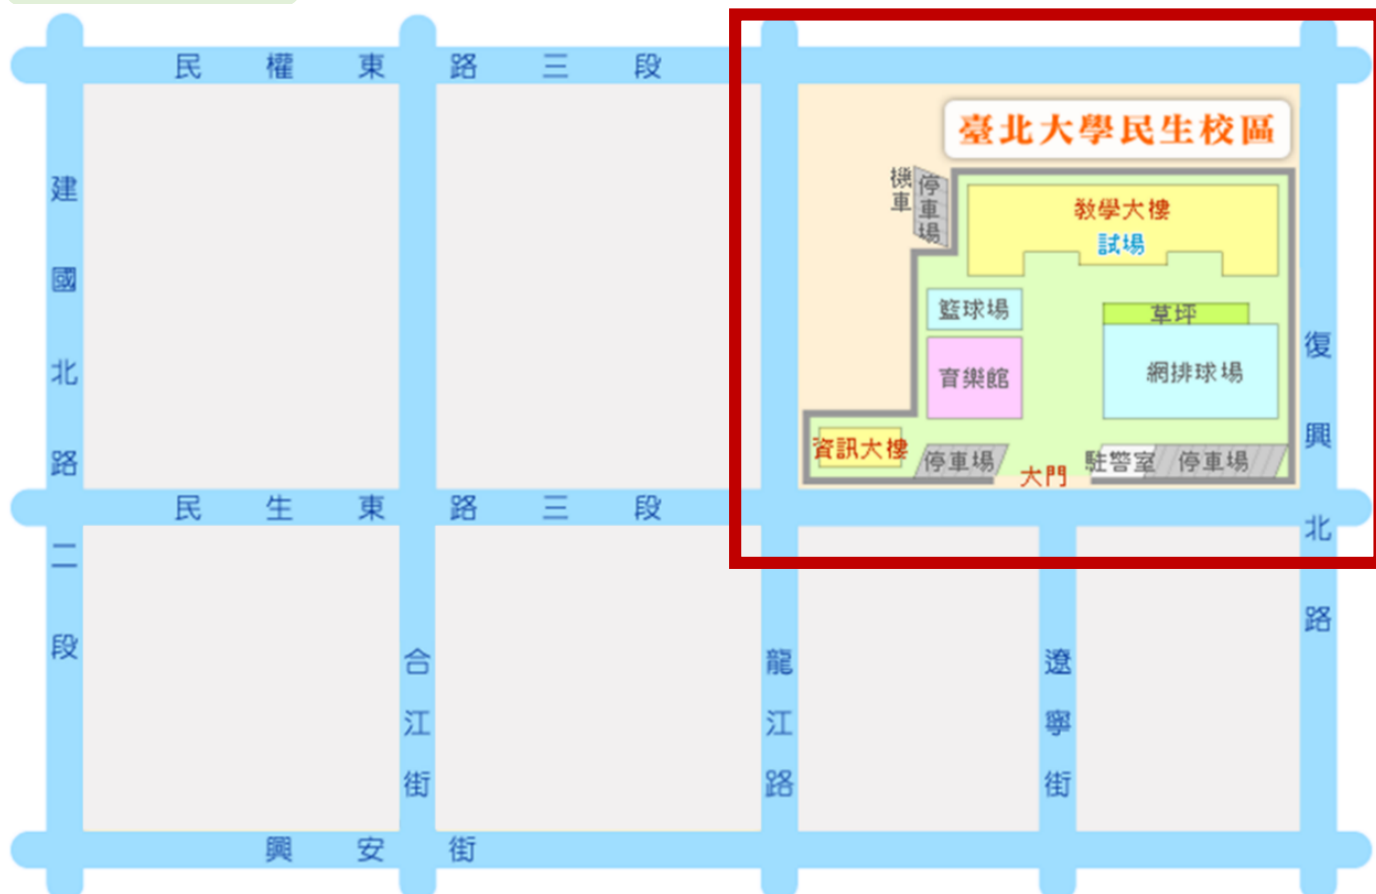 民權東路三段
臺北大學民生校區
機車
停車場
教學大樓
試場
建國北路二段
籃球場
草坪
復興北路
育樂館
網排球場
資訊大樓
停車場
大門
駐警室
停車場
民生東路三段
合江街
龍江路
遼寧街
興安街